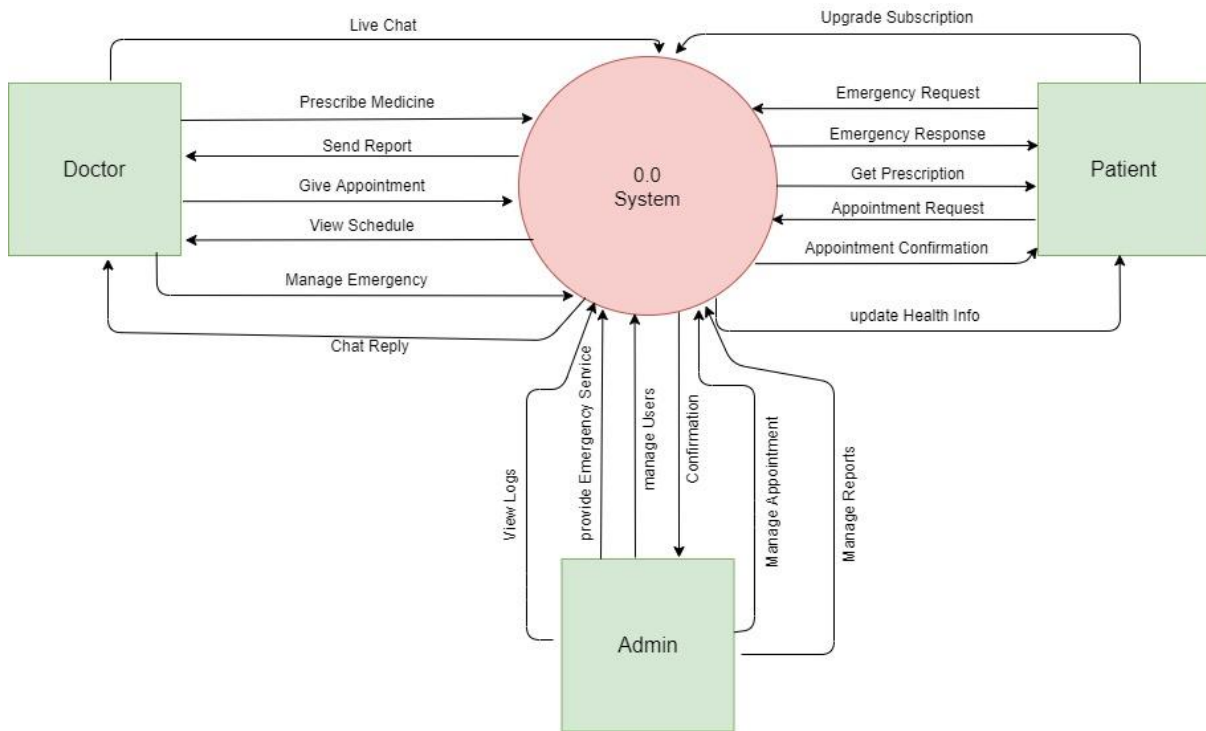 Live Chat
Upgrade Subscription
Prescribe Medicine
Send Report
Give Appointment
View Schedule
Manage Emergency
Chat Reply
Doctor
0.0
System
Emergency Request
Emergency Response
Get Prescription
Appointment Request
Appointment Confirmation
update Health Info
Patient
View Logs
provide Emergency Service
manage Users
Confirmation
Manage Appointment
Manage Reports
Admin